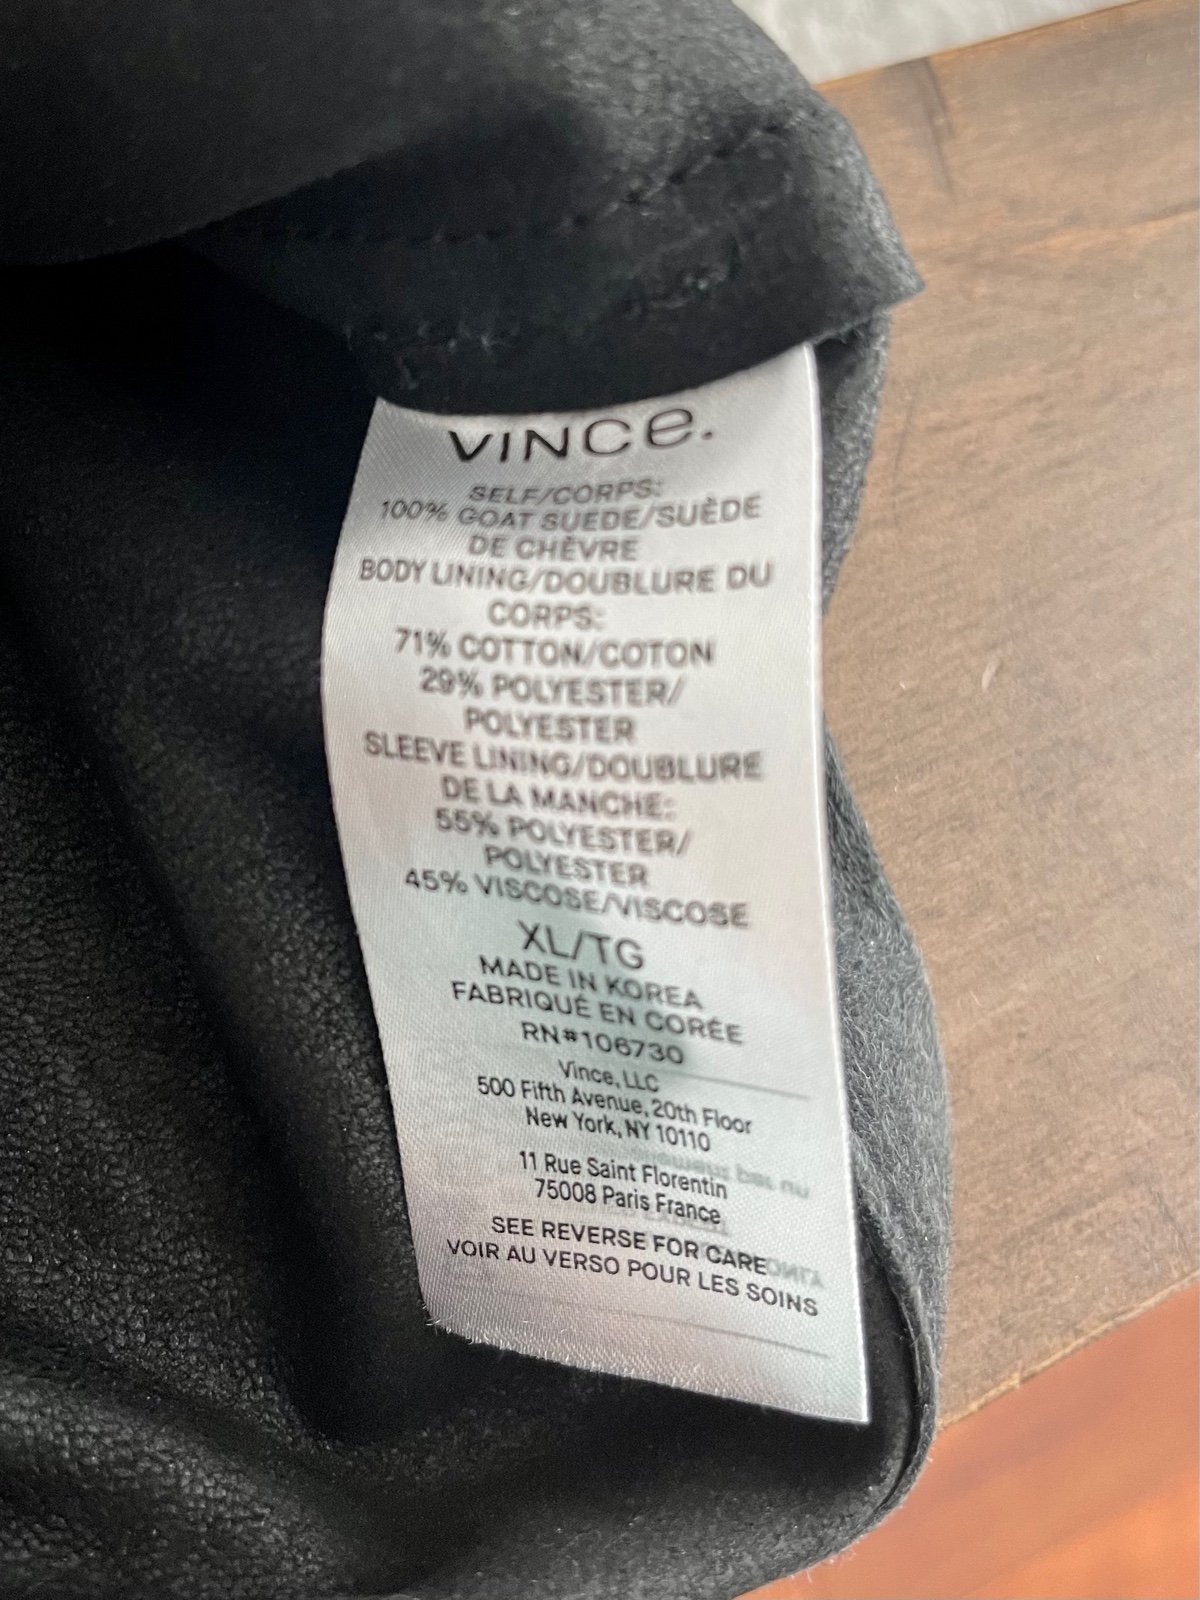 VINCE.
SELF/CORPS:
100% GOAT SUEDE/SUÈDE
DE CHÈVRE
BODY LINING/DOUBLURE DU
CORPS:
71% COTTON/COTON
29% POLYESTER/
POLYESTER
SLEEVE LINING/DOUBLURE
DE LA MANCHE:
55% POLYESTER/
POLYESTER
45% VISCOSE/VISCOSE
XL/TG
MADE IN KOREA
FABRIQUÉ EN CORÉE
RN#106730
Vince, LLC
500 Fifth Avenue, 20th Floor
New York, NY 10110
11 Rue Saint Florentin
75008 Paris France
SEE REVERSE FOR CARE
VOIR AU VERSO POUR LES SOINS